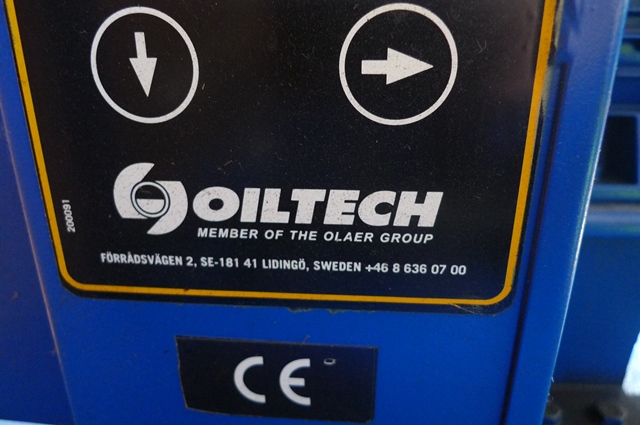 OILTECH
MEMBER OF THE OLAER GROUP
200091
FÖRRÅDSVÄGEN 2, SE-181 41 LIDINGÖ, SWEDEN +46 8 636 07 00
CE